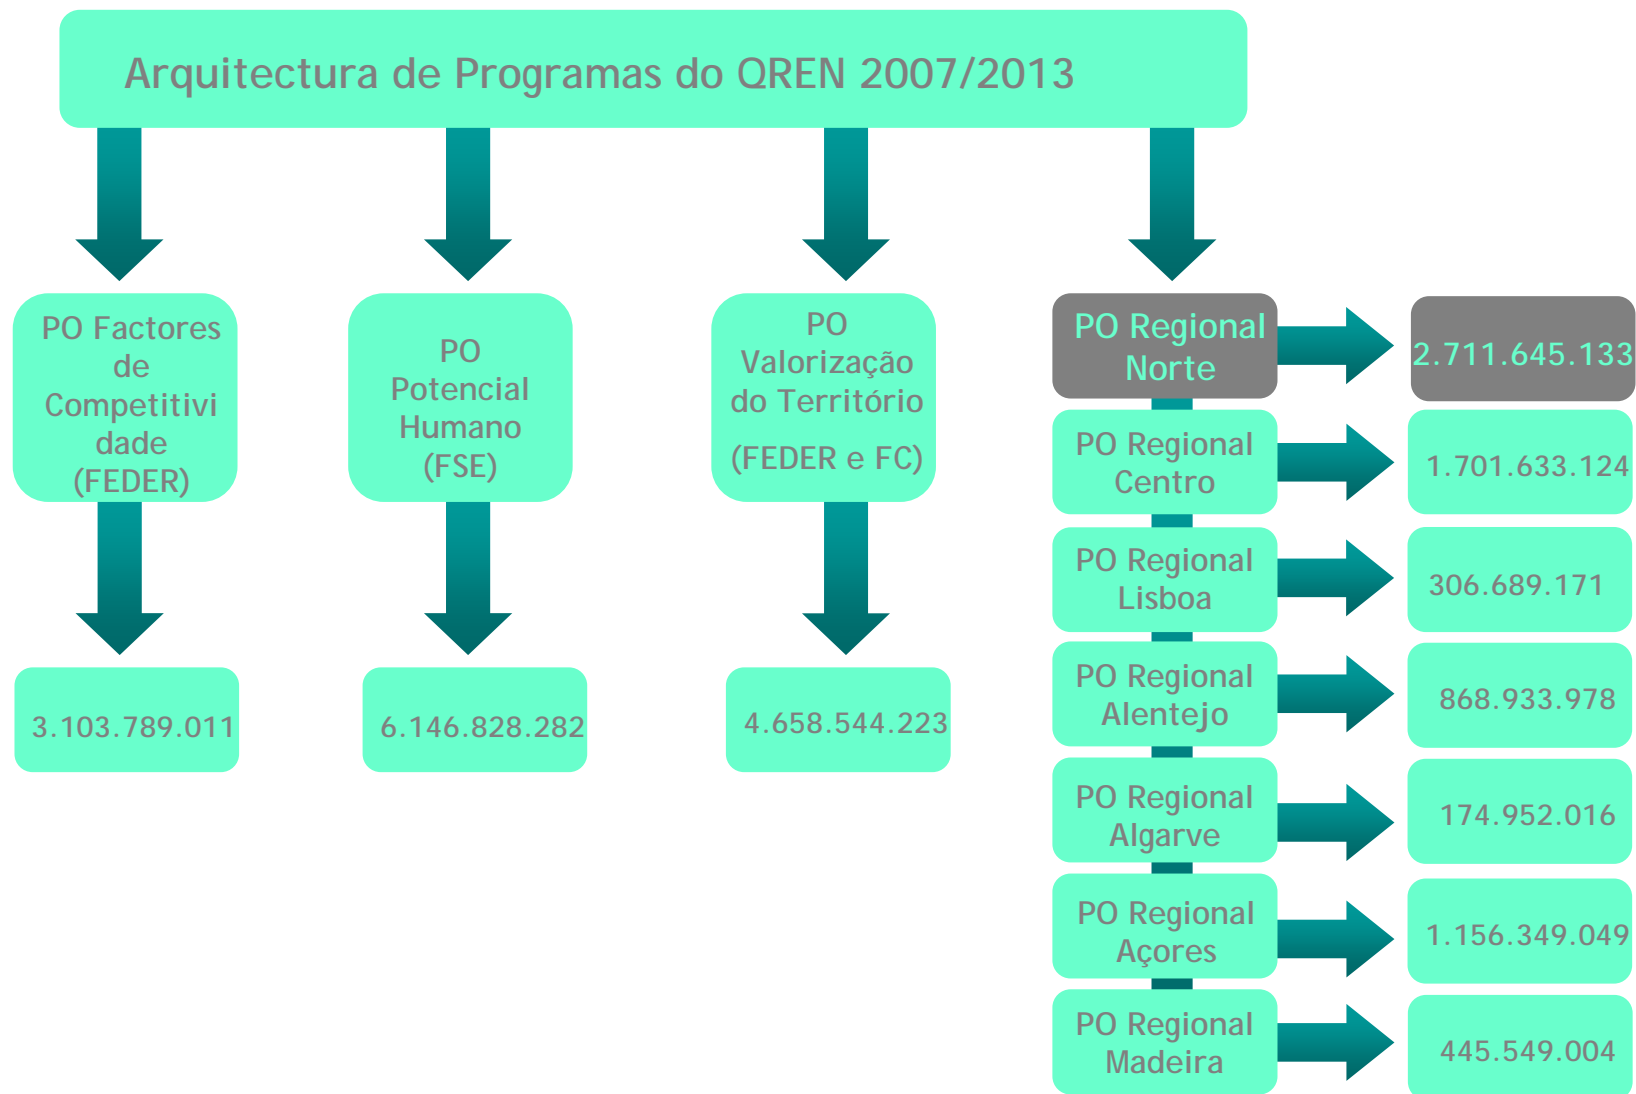 Arquitectura de Programas do QREN 2007/2013
PO Factores
de
Competitivi
dade
(FEDER)
3.103.789.011
PO
Potencial
Humano
(FSE)
6.146.828.282
PO
Valorização
do Território
(FEDER e FC)
4.658.544.223
PO Regional
Norte
2.711.645.133
PO Regional
Centro
1.701.633.124
PO Regional
Lisboa
306.689.171
PO Regional
Alentejo
868.933.978
PO Regional
Algarve
174.952.016
PO Regional
Açores
1.156.349.049
PO Regional
Madeira
445.549.004